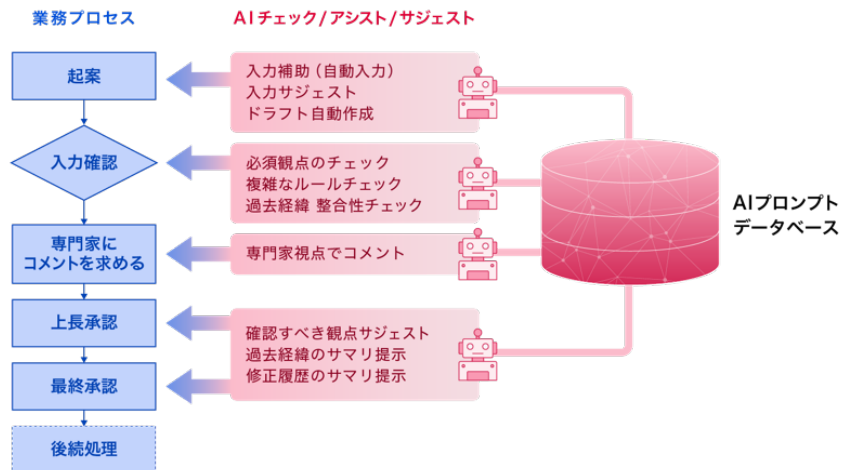 業務プロセス
AIチェック/アシスト/サジェスト
起案
入力補助（自動入力）
入力サジェスト
ドラフト自動作成
入力確認
必須観点のチェック
複雑なルールチェック
過去経緯 整合性チェック
専門家に
コメントを求める
専門家視点でコメント
上長承認
最終承認
確認すべき観点サジェスト
過去経緯のサマリ提示
修正履歴のサマリ提示
後続処理
AIプロンプト
データベース